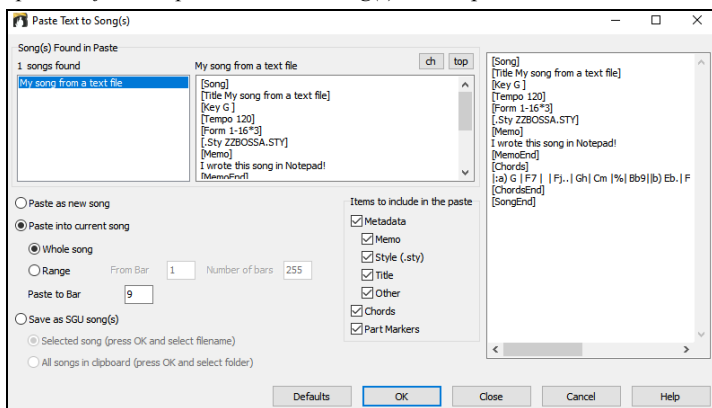 Paste Text to Song(s)
Song(s) Found in Paste
1 songs found
My song from a text file
ch
top
My song from a text file
[Song]
[Title My song from a text file]
[Key G ]
[Tempo 120]
[Form 1-16*3]
[.Sty ZZBOSSA.STY]
[Memo]
I wrote this song in Notepad!
[MemoEnd]
Paste as new song
Paste into current song
Whole song
Range From Bar 1 Number of bars 255
Paste to Bar 9
Save as SGU song(s)
Selected song (press OK and select filename)
All songs in clipboard (press OK and select folder)
Items to include in the paste
Metadata
Memo
Style (.sty)
Title
Other
Chords
Part Markers
[Song]
[Title My song from a text file]
[Key G ]
[Tempo 120]
[Form 1-16*3]
[.Sty ZZBOSSA.STY]
[Memo]
I wrote this song in Notepad!
[MemoEnd]
[Chords]
|:a) G | F7 | | Fj..| Gh| Cm |%| Bb9||b) Eb.| F
[ChordsEnd]
[SongEnd]
Defaults OK Close Cancel Help